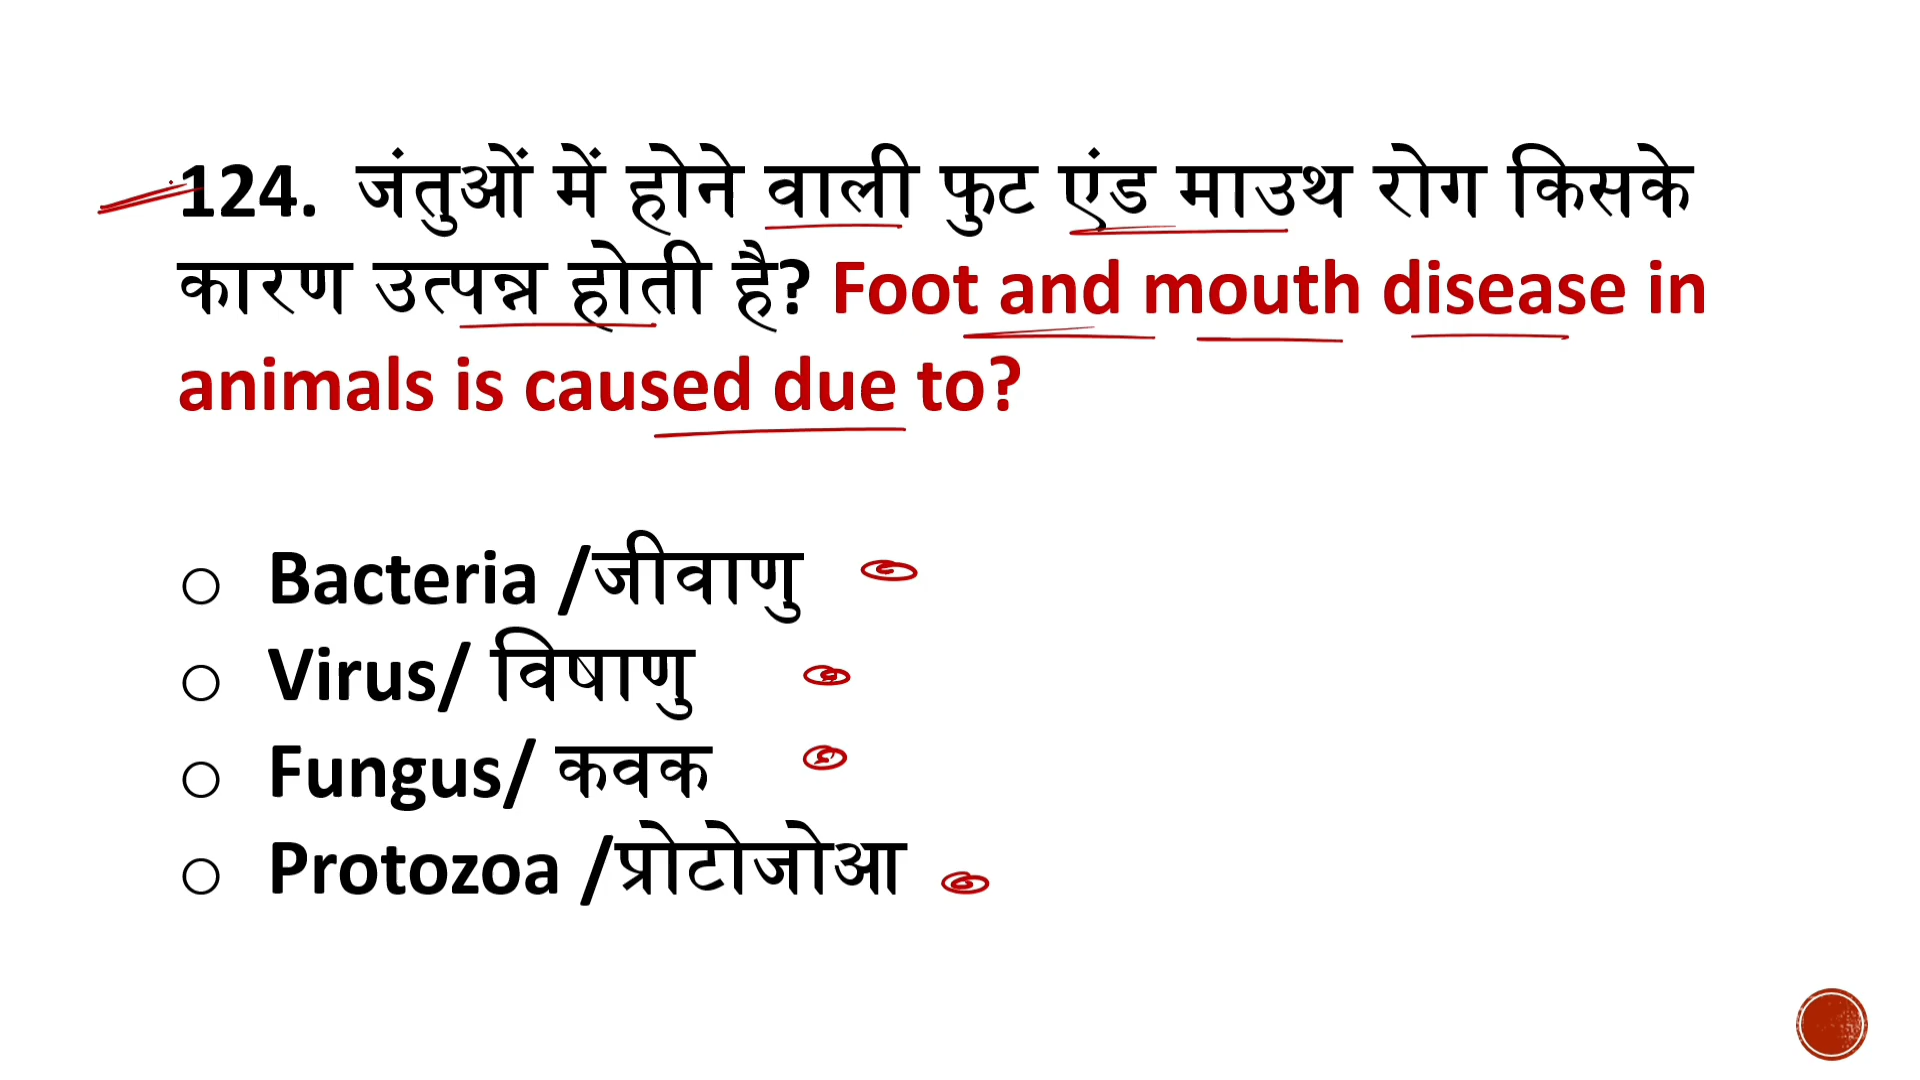 124. जंतुओं में होने वाली फुट एंड माउथ रोग किसके
कारण उत्पन्न होती है? Foot and mouth disease in
animals is caused due to?
Bacteria /जीवाणु
Virus/ विषाणु
Fungus/ कवक
Protozoa /प्रोटोजोआ